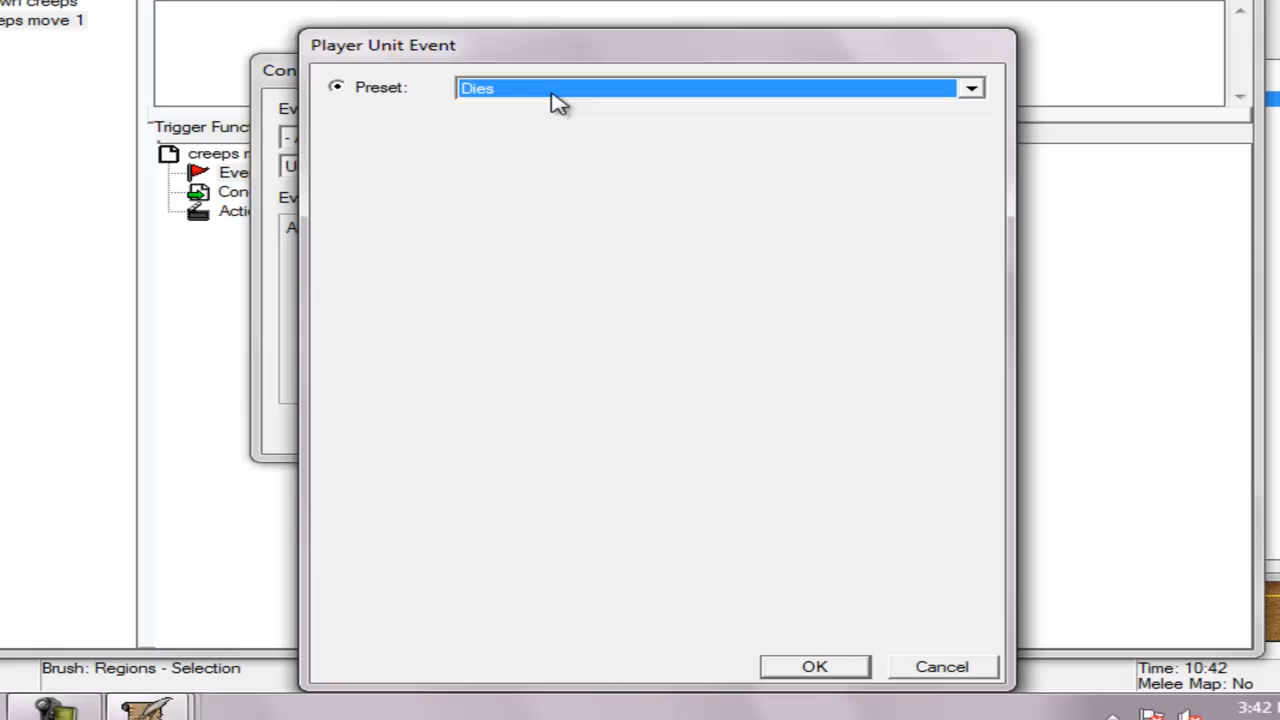 wn creeps
eps move 1
Player Unit Event
Con
Preset:
Dies
Ev
- A
U
Trigger Func
creeps r
Eve
Con
Ev
Acti
A
OK
Cancel
Brush: Regions - Selection
Time: 10:42
Melee Map: No
3:42